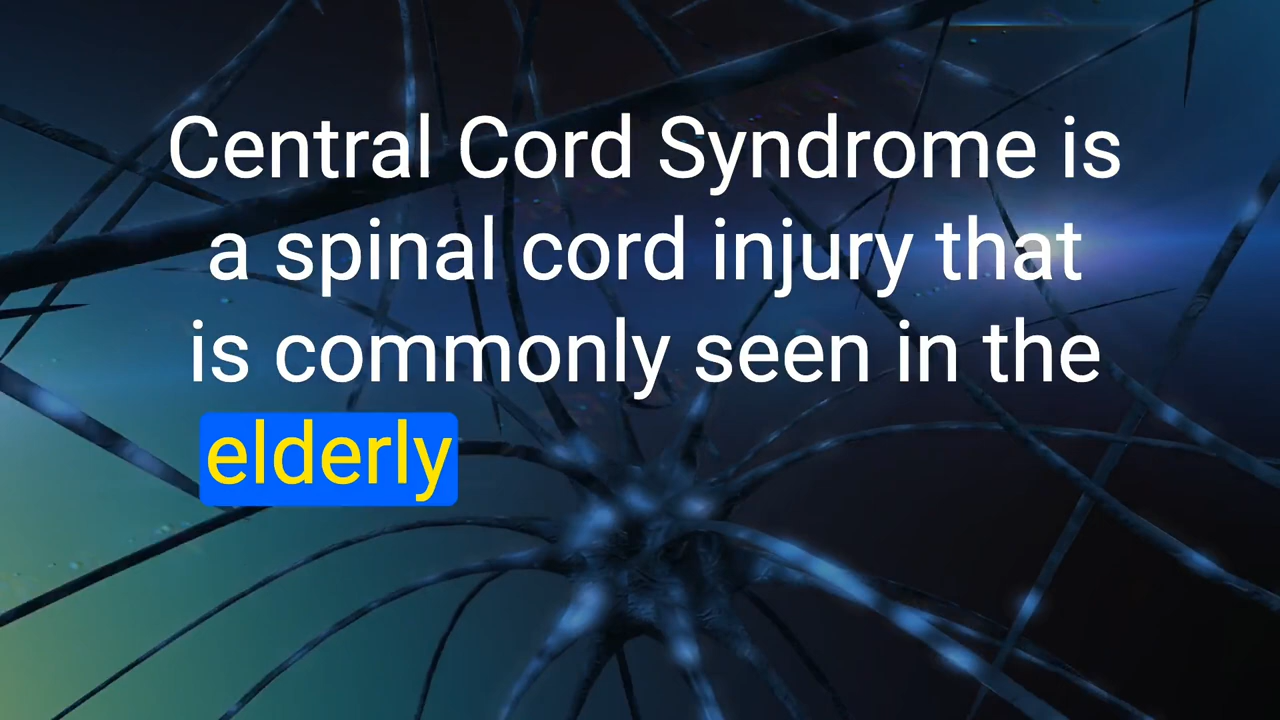 Central Cord Syndrome is
a spinal cord injury that
is commonly seen in the
elderly